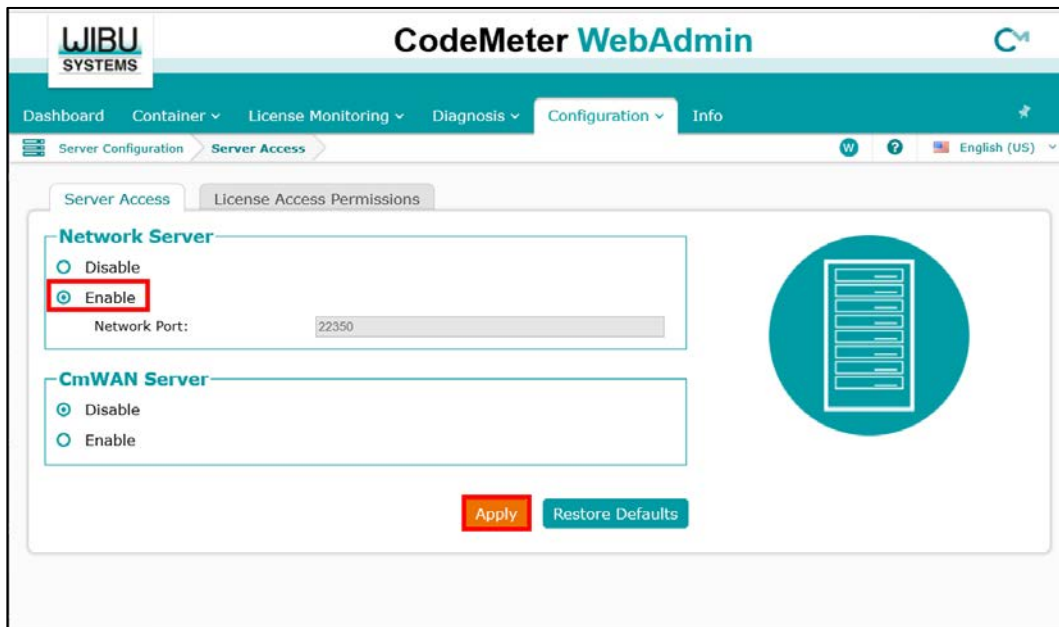 WIBU
SYSTEMS
CodeMeter WebAdmin
CM
Dashboard Container License Monitoring Diagnosis Configuration Info
Server Configuration Server Access W ? English (US)
Server Access License Access Permissions
Network Server
Disable
Enable
Network Port: 22350
CmWAN Server
Disable
Enable
Apply Restore Defaults